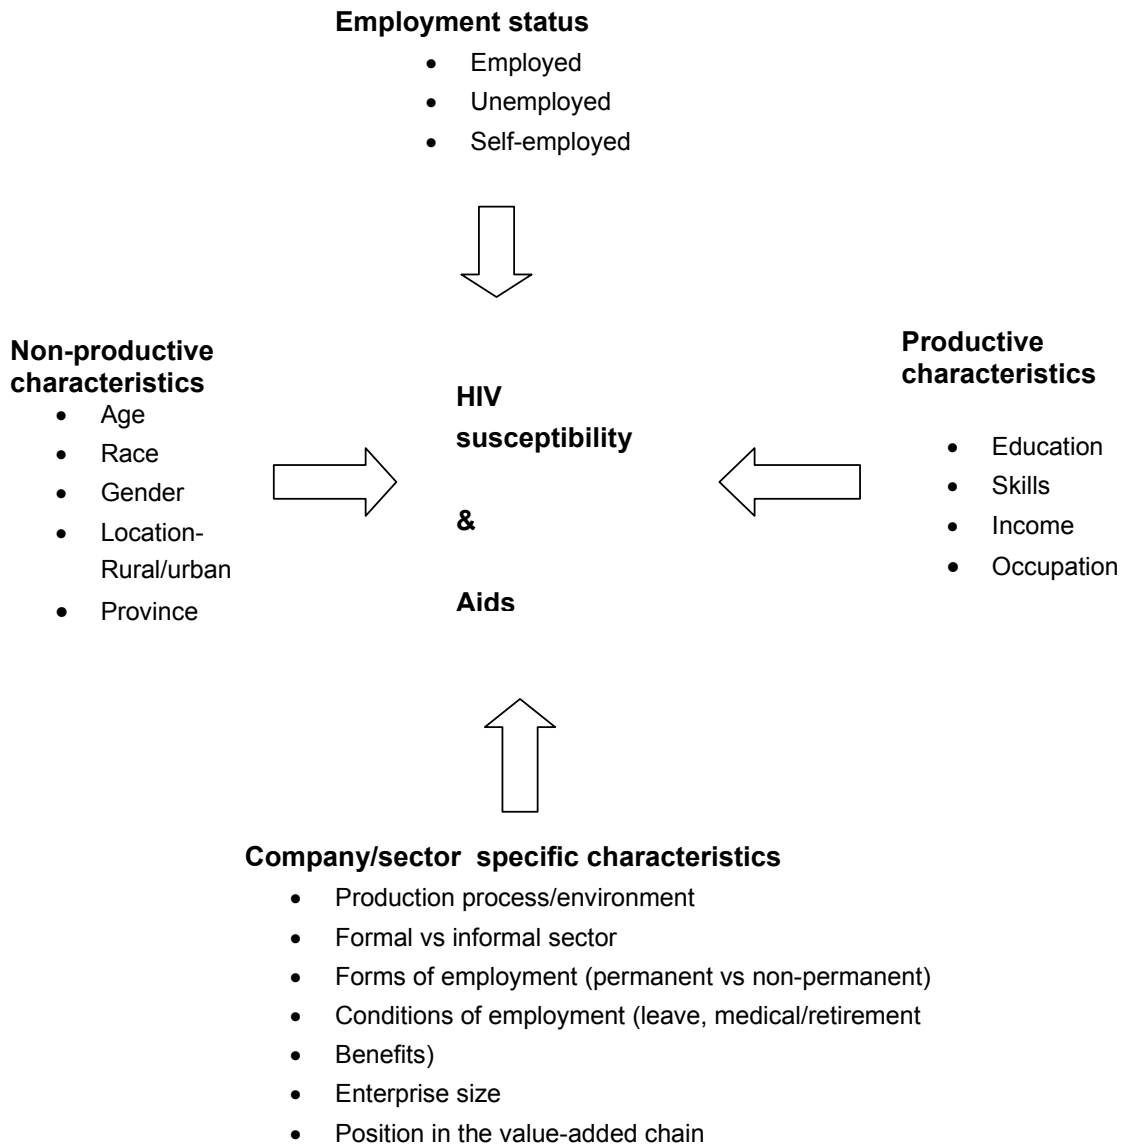 Employment status
• Employed
• Unemployed
• Self-employed
Non-productive
characteristics
• Age
• Race
• Gender
• Location-
Rural/urban
• Province
HIV
susceptibility
&
Aids
Productive
characteristics
• Education
• Skills
• Income
• Occupation
Company/sector specific characteristics
• Production process/environment
• Formal vs informal sector
• Forms of employment (permanent vs non-permanent)
• Conditions of employment (leave, medical/retirement
• Benefits)
• Enterprise size
• Position in the value-added chain